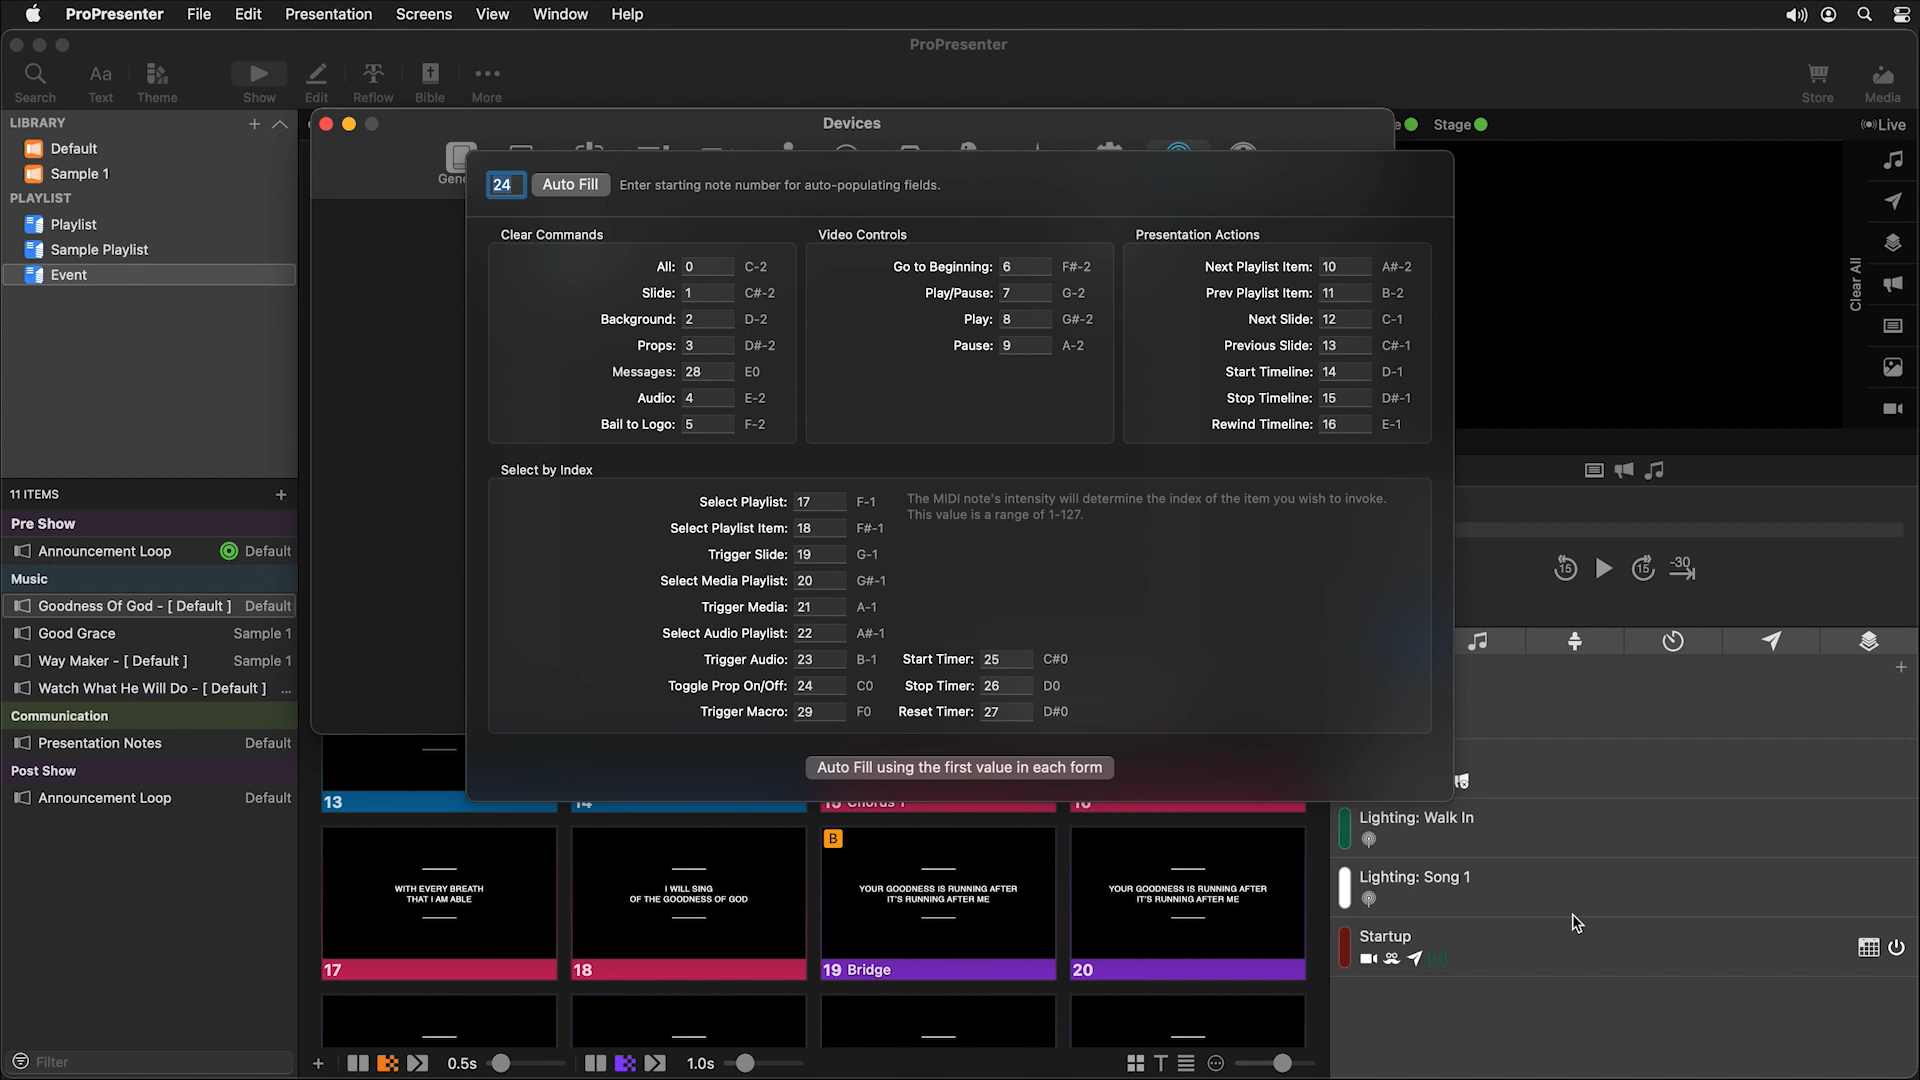 ProPresenter File Edit Presentation Screens View Window Help
ProPresenter
Search Aa Text Theme Show Edit Reflow Bible More Store Media
LIBRARY
Default
Sample 1
PLAYLIST
Playlist
Sample Playlist
Event
11 ITEMS
Pre Show
Announcement Loop Default
Music
Goodness Of God - [ Default ] Default
Good Grace Sample 1
Way Maker - [ Default ] Sample 1
Watch What He Will Do - [ Default ] ...
Communication
Presentation Notes Default
Post Show
Announcement Loop Default
Filter
Devices
24 Auto Fill Enter starting note number for auto-populating fields.
Clear Commands
All: 0 C-2
Slide: 1 C#-2
Background: 2 D-2
Props: 3 D#-2
Messages: 28 E0
Audio: 4 E-2
Bail to Logo: 5 F-2
Video Controls
Go to Beginning: 6 F#-2
Play/Pause: 7 G-2
Play: 8 G#-2
Pause: 9 A-2
Presentation Actions
Next Playlist Item: 10 A#-2
Prev Playlist Item: 11 B-2
Next Slide: 12 C-1
Previous Slide: 13 C#-1
Start Timeline: 14 D-1
Stop Timeline: 15 D#-1
Rewind Timeline: 16 E-1
Select by Index
Select Playlist: 17 F-1
Select Playlist Item: 18 F#-1
Trigger Slide: 19 G-1
Select Media Playlist: 20 G#-1
Trigger Media: 21 A-1
Select Audio Playlist: 22 A#-1
Trigger Audio: 23 B-1
Toggle Prop On/Off: 24 C0
Trigger Macro: 29 F0
The MIDI note's intensity will determine the index of the item you wish to invoke.
This value is a range of 1-127.
Start Timer: 25 C#0
Stop Timer: 26 D0
Reset Timer: 27 D#0
Auto Fill using the first value in each form
13
14
15 Chorus 1
16
WITH EVERY BREATH
THAT I AM ABLE
17
I WILL SING
OF THE GOODNESS OF GOD
18
B
YOUR GOODNESS IS RUNNING AFTER
IT'S RUNNING AFTER ME
19 Bridge
YOUR GOODNESS IS RUNNING AFTER
IT'S RUNNING AFTER ME
20
0.5s
1.0s
Stage
Live
Clear All
15
15
-30
Lighting: Walk In
Lighting: Song 1
Startup
[M]